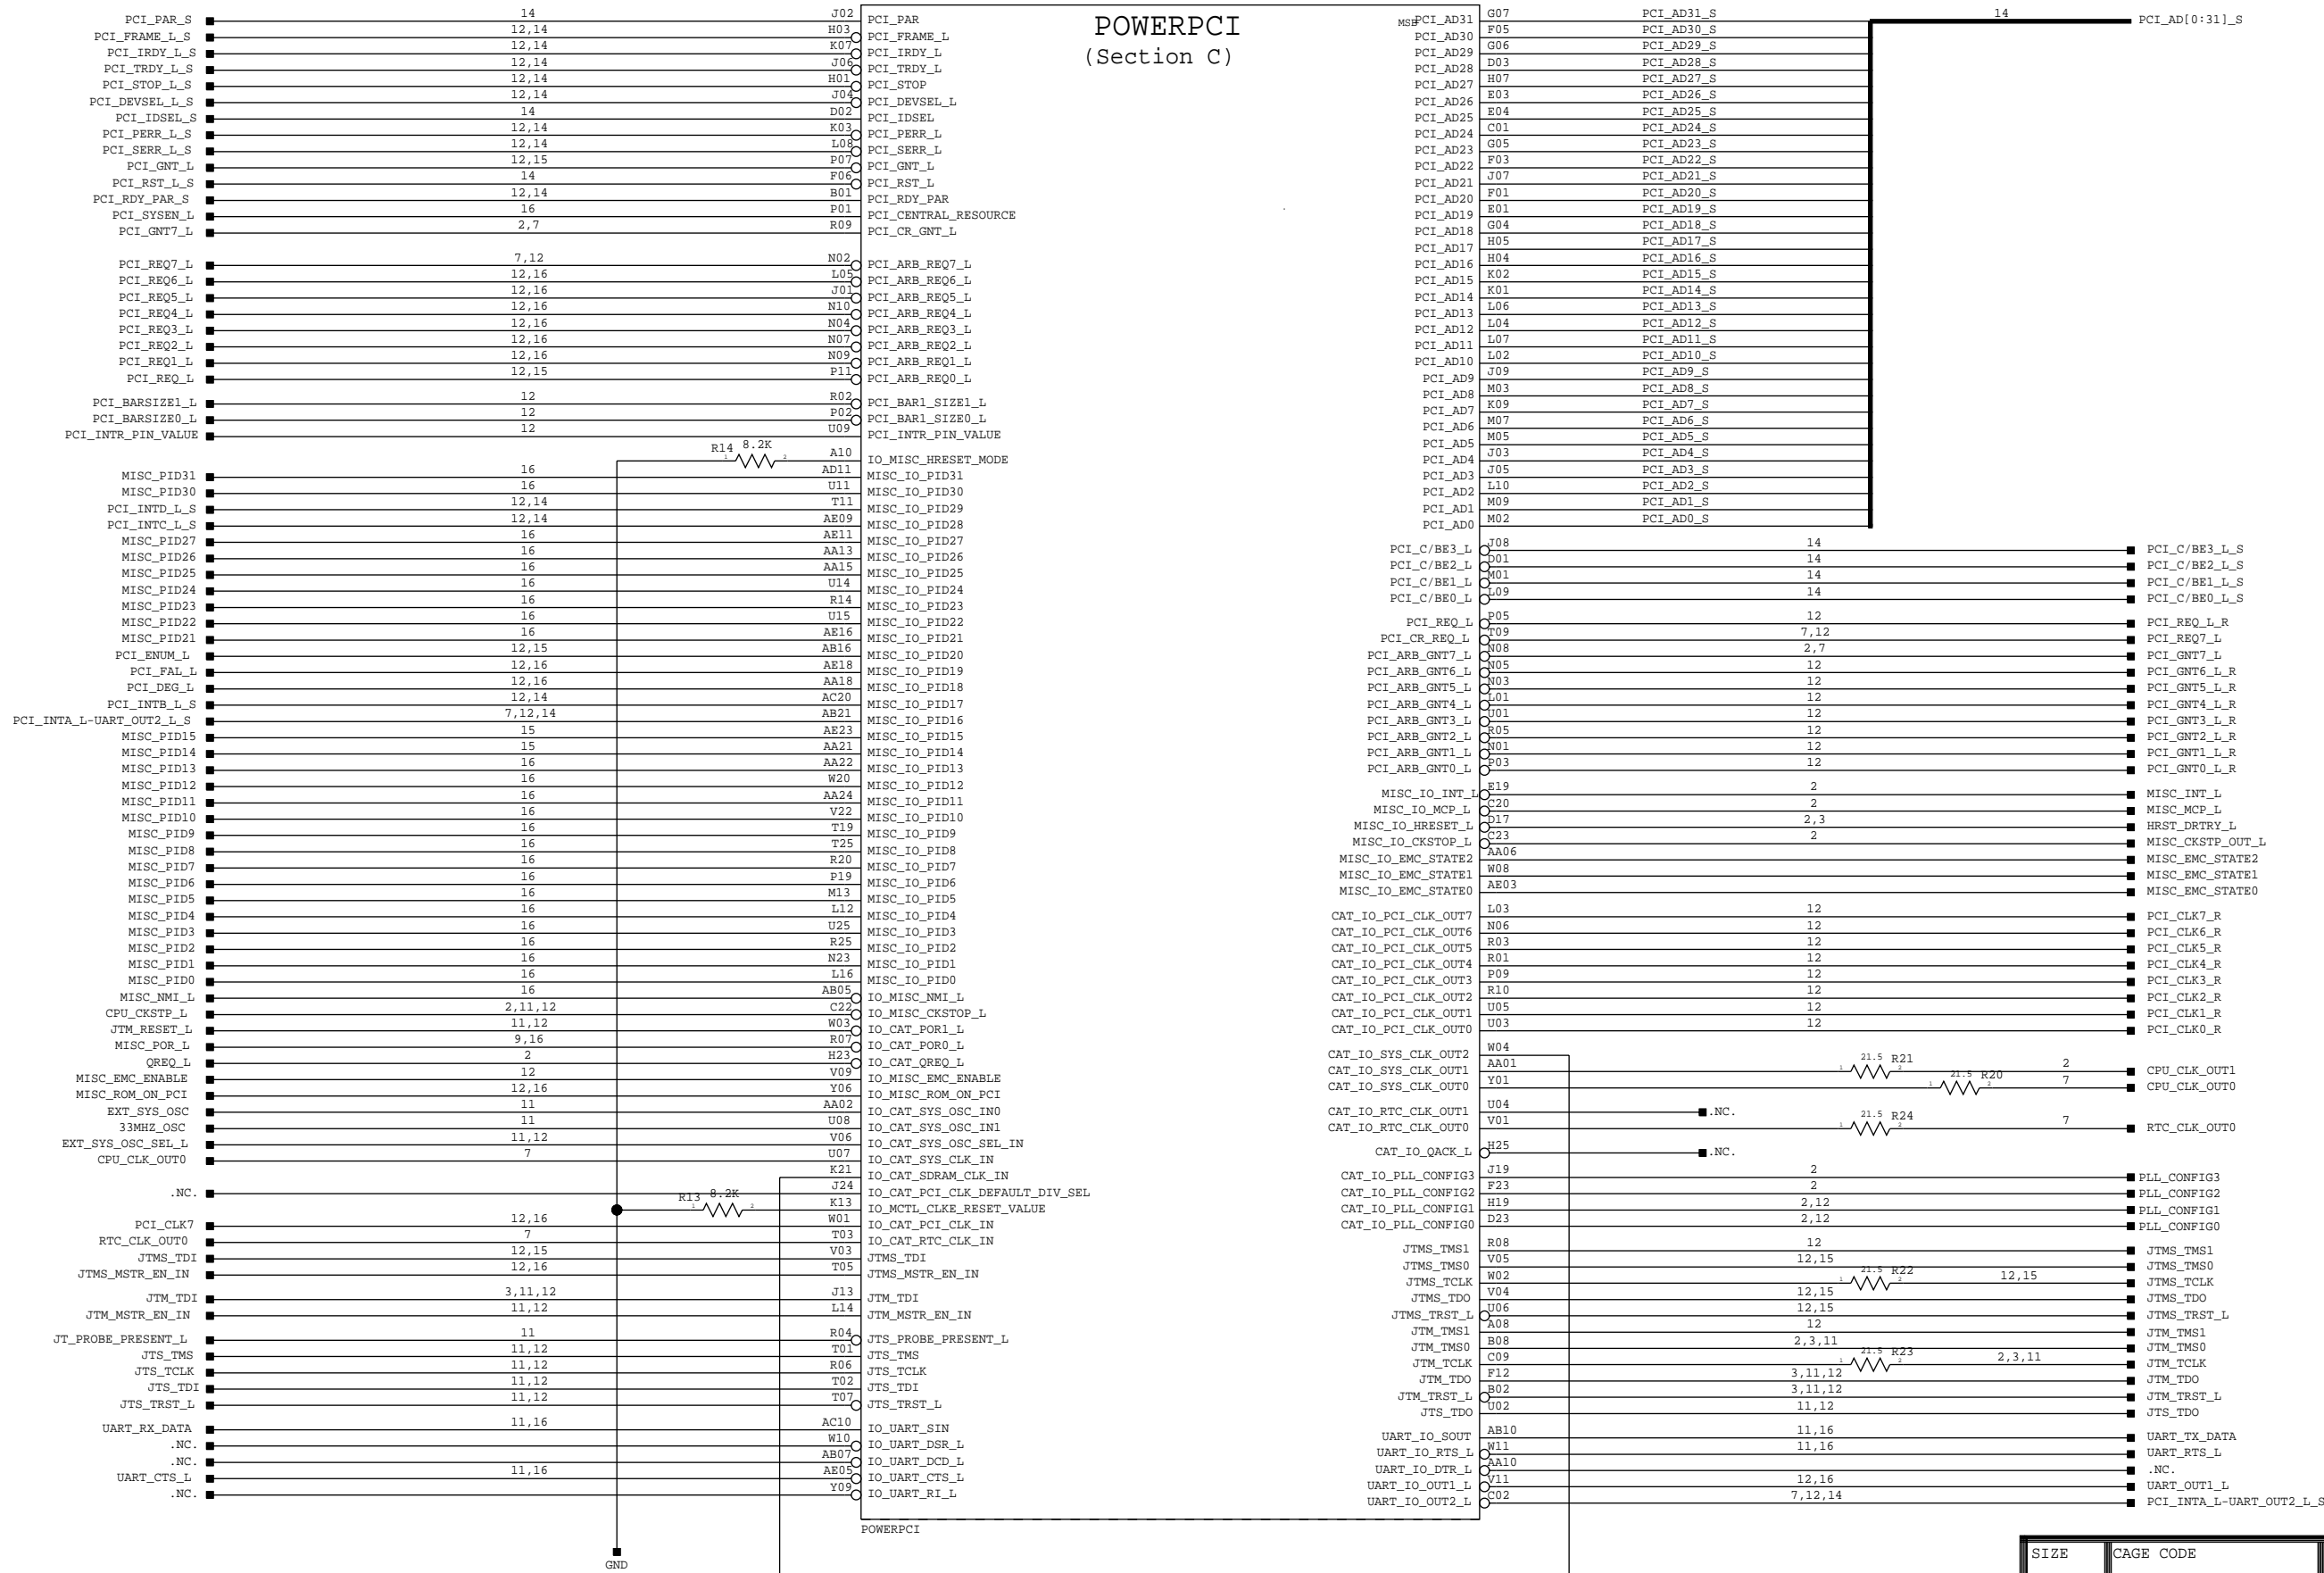 POWERPCI
(Section C)
PCI_PAR_S 14 J02 PCI_PAR
PCI_FRAME_L_S 12,14 H03 PCI_FRAME_L
PCI_IRDY_L_S 12,14 K07 PCI_IRDY_L
PCI_TRDY_L_S 12,14 J06 PCI_TRDY_L
PCI_STOP_L_S 12,14 H01 PCI_STOP
PCI_DEVSEL_L_S 12,14 J04 PCI_DEVSEL_L
PCI_IDSEL_S 14 D02 PCI_IDSEL
PCI_PERR_L_S 12,14 K03 PCI_PERR_L
PCI_SERR_L_S 12,14 L08 PCI_SERR_L
PCI_GNT_L 12,15 P07 PCI_GNT_L
PCI_RST_L_S 14 F06 PCI_RST_L
PCI_RDY_PAR_S 12,14 B01 PCI_RDY_PAR
PCI_SYSEN_L 16 P01 PCI_CENTRAL_RESOURCE
PCI_GNT7_L 2,7 R09 PCI_CR_GNT_L
PCI_REQ7_L 7,12 N02 PCI_ARB_REQ7_L
PCI_REQ6_L 12,16 L05 PCI_ARB_REQ6_L
PCI_REQ5_L 12,16 J01 PCI_ARB_REQ5_L
PCI_REQ4_L 12,16 N10 PCI_ARB_REQ4_L
PCI_REQ3_L 12,16 N04 PCI_ARB_REQ3_L
PCI_REQ2_L 12,16 N07 PCI_ARB_REQ2_L
PCI_REQ1_L 12,16 N09 PCI_ARB_REQ1_L
PCI_REQ_L 12,15 P11 PCI_ARB_REQ0_L
PCI_BARSIZE1_L 12 R02 PCI_BAR1_SIZE1_L
PCI_BARSIZE0_L 12 P02 PCI_BAR1_SIZE0_L
PCI_INTR_PIN_VALUE 12 U09 PCI_INTR_PIN_VALUE
R14 8.2K 1 2 A10 IO_MISC_HRESET_MODE
MISC_PID31 16 AD11 MISC_IO_PID31
MISC_PID30 16 U11 MISC_IO_PID30
PCI_INTD_L_S 12,14 T11 MISC_IO_PID29
PCI_INTC_L_S 12,14 AE09 MISC_IO_PID28
MISC_PID27 16 AE11 MISC_IO_PID27
MISC_PID26 16 AA13 MISC_IO_PID26
MISC_PID25 16 AA15 MISC_IO_PID25
MISC_PID24 16 U14 MISC_IO_PID24
MISC_PID23 16 R14 MISC_IO_PID23
MISC_PID22 16 U15 MISC_IO_PID22
MISC_PID21 16 AE16 MISC_IO_PID21
PCI_ENUM_L 12,15 AB16 MISC_IO_PID20
PCI_FAL_L 12,16 AE18 MISC_IO_PID19
PCI_DEG_L 12,16 AA18 MISC_IO_PID18
PCI_INTB_L_S 12,14 AC20 MISC_IO_PID17
PCI_INTA_L-UART_OUT2_L_S 7,12,14 AB21 MISC_IO_PID16
MISC_PID15 15 AE23 MISC_IO_PID15
MISC_PID14 15 AA21 MISC_IO_PID14
MISC_PID13 16 AA22 MISC_IO_PID13
MISC_PID12 16 W20 MISC_IO_PID12
MISC_PID11 16 AA24 MISC_IO_PID11
MISC_PID10 16 V22 MISC_IO_PID10
MISC_PID9 16 T19 MISC_IO_PID9
MISC_PID8 16 T25 MISC_IO_PID8
MISC_PID7 16 R20 MISC_IO_PID7
MISC_PID6 16 P19 MISC_IO_PID6
MISC_PID5 16 M13 MISC_IO_PID5
MISC_PID4 16 L12 MISC_IO_PID4
MISC_PID3 16 U25 MISC_IO_PID3
MISC_PID2 16 R25 MISC_IO_PID2
MISC_PID1 16 N23 MISC_IO_PID1
MISC_PID0 16 L16 MISC_IO_PID0
MISC_NMI_L 16 AB05 IO_MISC_NMI_L
CPU_CKSTP_L 2,11,12 C22 IO_MISC_CKSTOP_L
JTM_RESET_L 11,12 W03 IO_CAT_POR1_L
MISC_POR_L 9,16 R07 IO_CAT_POR0_L
QREQ_L 2 H23 IO_CAT_QREQ_L
MISC_EMC_ENABLE 12 V09 IO_MISC_EMC_ENABLE
MISC_ROM_ON_PCI 12,16 Y06 IO_MISC_ROM_ON_PCI
EXT_SYS_OSC 11 AA02 IO_CAT_SYS_OSC_IN0
33MHZ_OSC 11 U08 IO_CAT_SYS_OSC_IN1
EXT_SYS_OSC_SEL_L 11,12 V06 IO_CAT_SYS_OSC_SEL_IN
CPU_CLK_OUT0 7 U07 IO_CAT_SYS_CLK_IN
K21 IO_CAT_SDRAM_CLK_IN
.NC. J24 IO_CAT_PCI_CLK_DEFAULT_DIV_SEL
R13 8.2K 1 2 K13 IO_MCTL_CLKE_RESET_VALUE
PCI_CLK7 12,16 W01 IO_CAT_PCI_CLK_IN
RTC_CLK_OUT0 7 T03 IO_CAT_RTC_CLK_IN
JTMS_TDI 12,15 V03 JTMS_TDI
JTMS_MSTR_EN_IN 12,16 T05 JTMS_MSTR_EN_IN
JTM_TDI 3,11,12 J13 JTM_TDI
JTM_MSTR_EN_IN 11,12 L14 JTM_MSTR_EN_IN
JT_PROBE_PRESENT_L 11 R04 JTS_PROBE_PRESENT_L
JTS_TMS 11,12 T01 JTS_TMS
JTS_TCLK 11,12 R06 JTS_TCLK
JTS_TDI 11,12 T02 JTS_TDI
JTS_TRST_L 11,12 T07 JTS_TRST_L
UART_RX_DATA 11,16 AC10 IO_UART_SIN
.NC. W10 IO_UART_DSR_L
.NC. AB07 IO_UART_DCD_L
UART_CTS_L 11,16 AE05 IO_UART_CTS_L
.NC. Y09 IO_UART_RI_L
POWERPCI
GND
MSB PCI_AD31 G07 PCI_AD31_S 14 PCI_AD[0:31]_S
PCI_AD30 F05 PCI_AD30_S
PCI_AD29 G06 PCI_AD29_S
PCI_AD28 D03 PCI_AD28_S
PCI_AD27 H07 PCI_AD27_S
PCI_AD26 E03 PCI_AD26_S
PCI_AD25 E04 PCI_AD25_S
PCI_AD24 C01 PCI_AD24_S
PCI_AD23 G05 PCI_AD23_S
PCI_AD22 F03 PCI_AD22_S
PCI_AD21 J07 PCI_AD21_S
PCI_AD20 F01 PCI_AD20_S
PCI_AD19 E01 PCI_AD19_S
PCI_AD18 G04 PCI_AD18_S
PCI_AD17 H05 PCI_AD17_S
PCI_AD16 H04 PCI_AD16_S
PCI_AD15 K02 PCI_AD15_S
PCI_AD14 K01 PCI_AD14_S
PCI_AD13 L06 PCI_AD13_S
PCI_AD12 L04 PCI_AD12_S
PCI_AD11 L07 PCI_AD11_S
PCI_AD10 L02 PCI_AD10_S
PCI_AD9 J09 PCI_AD9_S
PCI_AD8 M03 PCI_AD8_S
PCI_AD7 K09 PCI_AD7_S
PCI_AD6 M07 PCI_AD6_S
PCI_AD5 M05 PCI_AD5_S
PCI_AD4 J03 PCI_AD4_S
PCI_AD3 J05 PCI_AD3_S
PCI_AD2 L10 PCI_AD2_S
PCI_AD1 M09 PCI_AD1_S
PCI_AD0 M02 PCI_AD0_S
PCI_C/BE3_L J08 14 PCI_C/BE3_L_S
PCI_C/BE2_L D01 14 PCI_C/BE2_L_S
PCI_C/BE1_L M01 14 PCI_C/BE1_L_S
PCI_C/BE0_L L09 14 PCI_C/BE0_L_S
PCI_REQ_L P05 12 PCI_REQ_L_R
PCI_CR_REQ_L T09 7,12 PCI_REQ7_L
PCI_ARB_GNT7_L N08 2,7 PCI_GNT7_L
PCI_ARB_GNT6_L N05 12 PCI_GNT6_L_R
PCI_ARB_GNT5_L N03 12 PCI_GNT5_L_R
PCI_ARB_GNT4_L L01 12 PCI_GNT4_L_R
PCI_ARB_GNT3_L U01 12 PCI_GNT3_L_R
PCI_ARB_GNT2_L R05 12 PCI_GNT2_L_R
PCI_ARB_GNT1_L N01 12 PCI_GNT1_L_R
PCI_ARB_GNT0_L P03 12 PCI_GNT0_L_R
MISC_IO_INT_L E19 2 MISC_INT_L
MISC_IO_MCP_L C20 2 MISC_MCP_L
MISC_IO_HRESET_L D17 2,3 HRST_DRTRY_L
MISC_IO_CKSTOP_L C23 2 MISC_CKSTP_OUT_L
MISC_IO_EMC_STATE2 AA06 MISC_EMC_STATE2
MISC_IO_EMC_STATE1 W08 MISC_EMC_STATE1
MISC_IO_EMC_STATE0 AE03 MISC_EMC_STATE0
CAT_IO_PCI_CLK_OUT7 L03 12 PCI_CLK7_R
CAT_IO_PCI_CLK_OUT6 N06 12 PCI_CLK6_R
CAT_IO_PCI_CLK_OUT5 R03 12 PCI_CLK5_R
CAT_IO_PCI_CLK_OUT4 R01 12 PCI_CLK4_R
CAT_IO_PCI_CLK_OUT3 P09 12 PCI_CLK3_R
CAT_IO_PCI_CLK_OUT2 R10 12 PCI_CLK2_R
CAT_IO_PCI_CLK_OUT1 U05 12 PCI_CLK1_R
CAT_IO_PCI_CLK_OUT0 U03 12 PCI_CLK0_R
CAT_IO_SYS_CLK_OUT2 W04
CAT_IO_SYS_CLK_OUT1 AA01 1 21.5 R21 2 2 CPU_CLK_OUT1
CAT_IO_SYS_CLK_OUT0 Y01 1 21.5 R20 2 7 CPU_CLK_OUT0
CAT_IO_RTC_CLK_OUT1 U04 .NC.
CAT_IO_RTC_CLK_OUT0 V01 1 21.5 R24 2 7 RTC_CLK_OUT0
CAT_IO_QACK_L H25 .NC.
CAT_IO_PLL_CONFIG3 J19 2 PLL_CONFIG3
CAT_IO_PLL_CONFIG2 F23 2 PLL_CONFIG2
CAT_IO_PLL_CONFIG1 H19 2,12 PLL_CONFIG1
CAT_IO_PLL_CONFIG0 D23 2,12 PLL_CONFIG0
JTMS_TMS1 R08 12 JTMS_TMS1
JTMS_TMS0 V05 12,15 JTMS_TMS0
JTMS_TCLK W02 1 21.5 R22 2 12,15 JTMS_TCLK
JTMS_TDO V04 12,15 JTMS_TDO
JTMS_TRST_L U06 12,15 JTMS_TRST_L
JTM_TMS1 A08 12 JTM_TMS1
JTM_TMS0 B08 2,3,11 JTM_TMS0
JTM_TCLK C09 1 21.5 R23 2 2,3,11 JTM_TCLK
JTM_TDO F12 3,11,12 JTM_TDO
JTM_TRST_L B02 3,11,12 JTM_TRST_L
JTS_TDO U02 11,12 JTS_TDO
UART_IO_SOUT AB10 11,16 UART_TX_DATA
UART_IO_RTS_L W11 11,16 UART_RTS_L
UART_IO_DTR_L AA10 .NC.
UART_IO_OUT1_L V11 12,16 UART_OUT1_L
UART_IO_OUT2_L C02 7,12,14 PCI_INTA_L-UART_OUT2_L_S
SIZE CAGE CODE